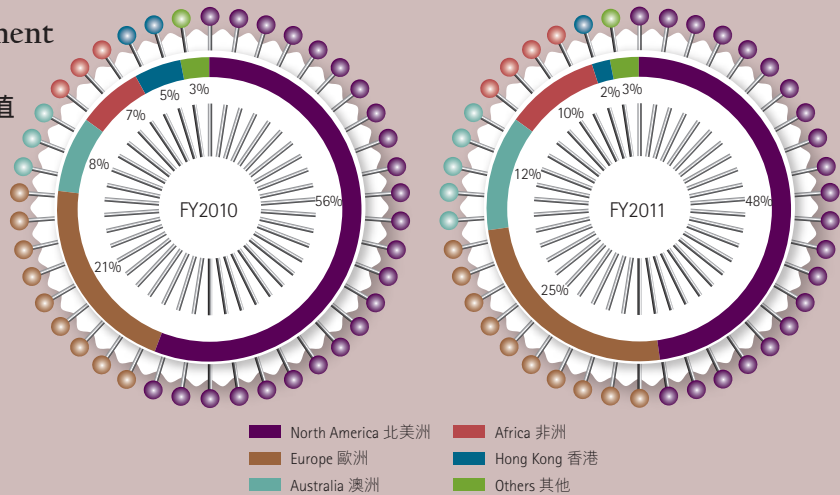 值
5%
3%
7%
8%
56%
21%
FY2010
2%
3%
10%
12%
48%
25%
FY2011
North America 北美洲
Europe 歐洲
Australia 澳洲
Africa 非洲
Hong Kong 香港
Others 其他